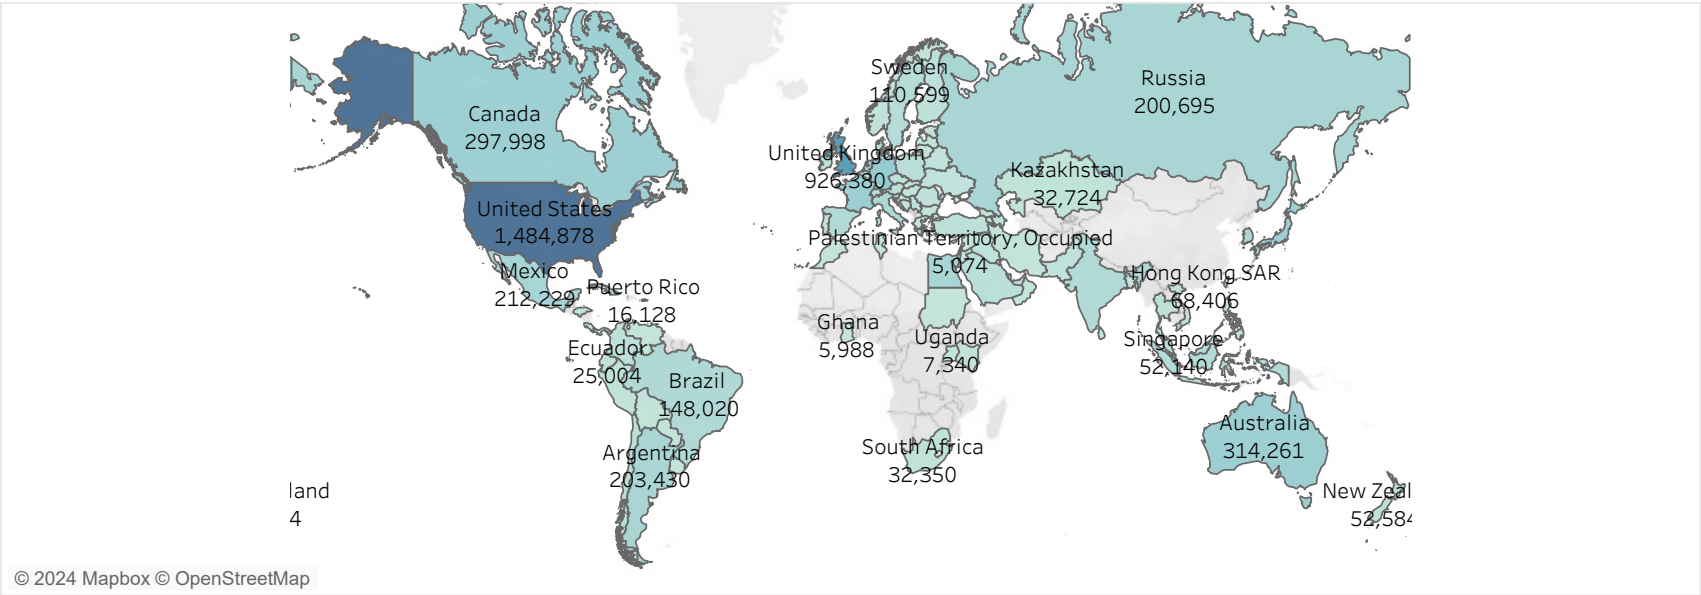 Sweden
110,599
Russia
200,695
Canada
297,998
United Kingdom
926,380
Kazakhstan
32,724
United States
1,484,878
Palestinian Territory, Occupied
5,074
Mexico
212,229
Puerto Rico
16,128
Hong Kong SAR
68,406
Ghana
5,988
Uganda
7,340
Singapore
52,140
Ecuador
25,004
Brazil
148,020
Australia
314,261
South Africa
32,350
Argentina
203,430
land
4
New Zeal
52,584
© 2024 Mapbox © OpenStreetMap